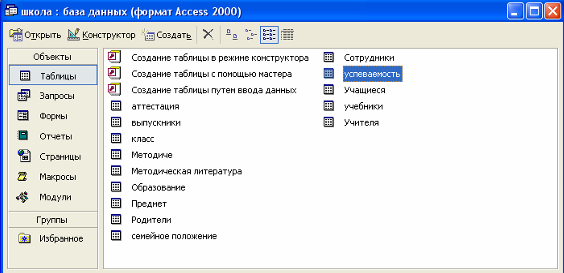 школа : база данных (формат Access 2000)
Открыть Конструктор Создать
Объекты
Таблицы
Запросы
Формы
Отчеты
Страницы
Макросы
Модули
Группы
Избранное
Создание таблицы в режиме конструктора
Создание таблицы с помощью мастера
Создание таблицы путем ввода данных
аттестация
выпускники
класс
Методиче
Методическая литература
Образование
Предмет
Родители
семейное положение
Сотрудники
успеваемость
Учащиеся
учебники
Учителя